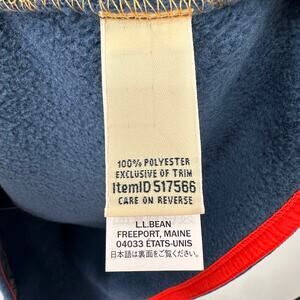 100% POLYESTER
EXCLUSIVE OF TRIM
ItemID 517566
CARE ON REVERSE
L.L.BEAN
FREEPORT, MAINE
04033 ÉTATS-UNIS
日本語は裏面をご覧ください。